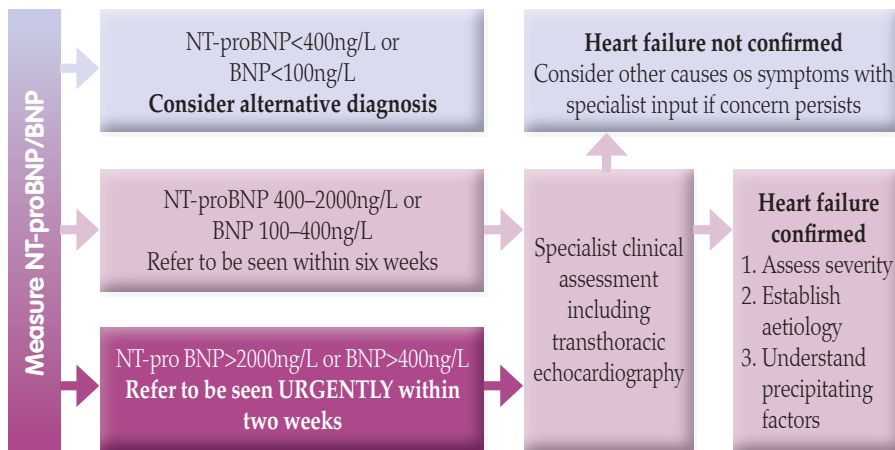 Measure NT-proBNP/BNP
NT-proBNP<400ng/L or
BNP<100ng/L
Consider alternative diagnosis
Heart failure not confirmed
Consider other causes os symptoms with
specialist input if concern persists
NT-proBNP 400–2000ng/L or
BNP 100–400ng/L
Refer to be seen within six weeks
NT-pro BNP>2000ng/L or BNP>400ng/L
Refer to be seen URGENTLY within
two weeks
Specialist clinical
assessment
including
transthoracic
echocardiography
Heart failure
confirmed
1. Assess severity
2. Establish
aetiology
3. Understand
precipitating
factors